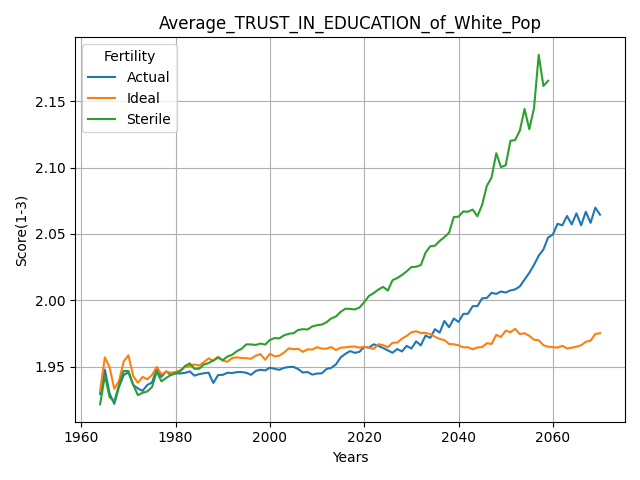 Average_TRUST_IN_EDUCATION_of_White_Pop
Fertility
Actual
Ideal
Sterile
Score(1-3)
2.15
2.10
2.05
2.00
1.95
1960
1980
2000
2020
2040
2060
Years